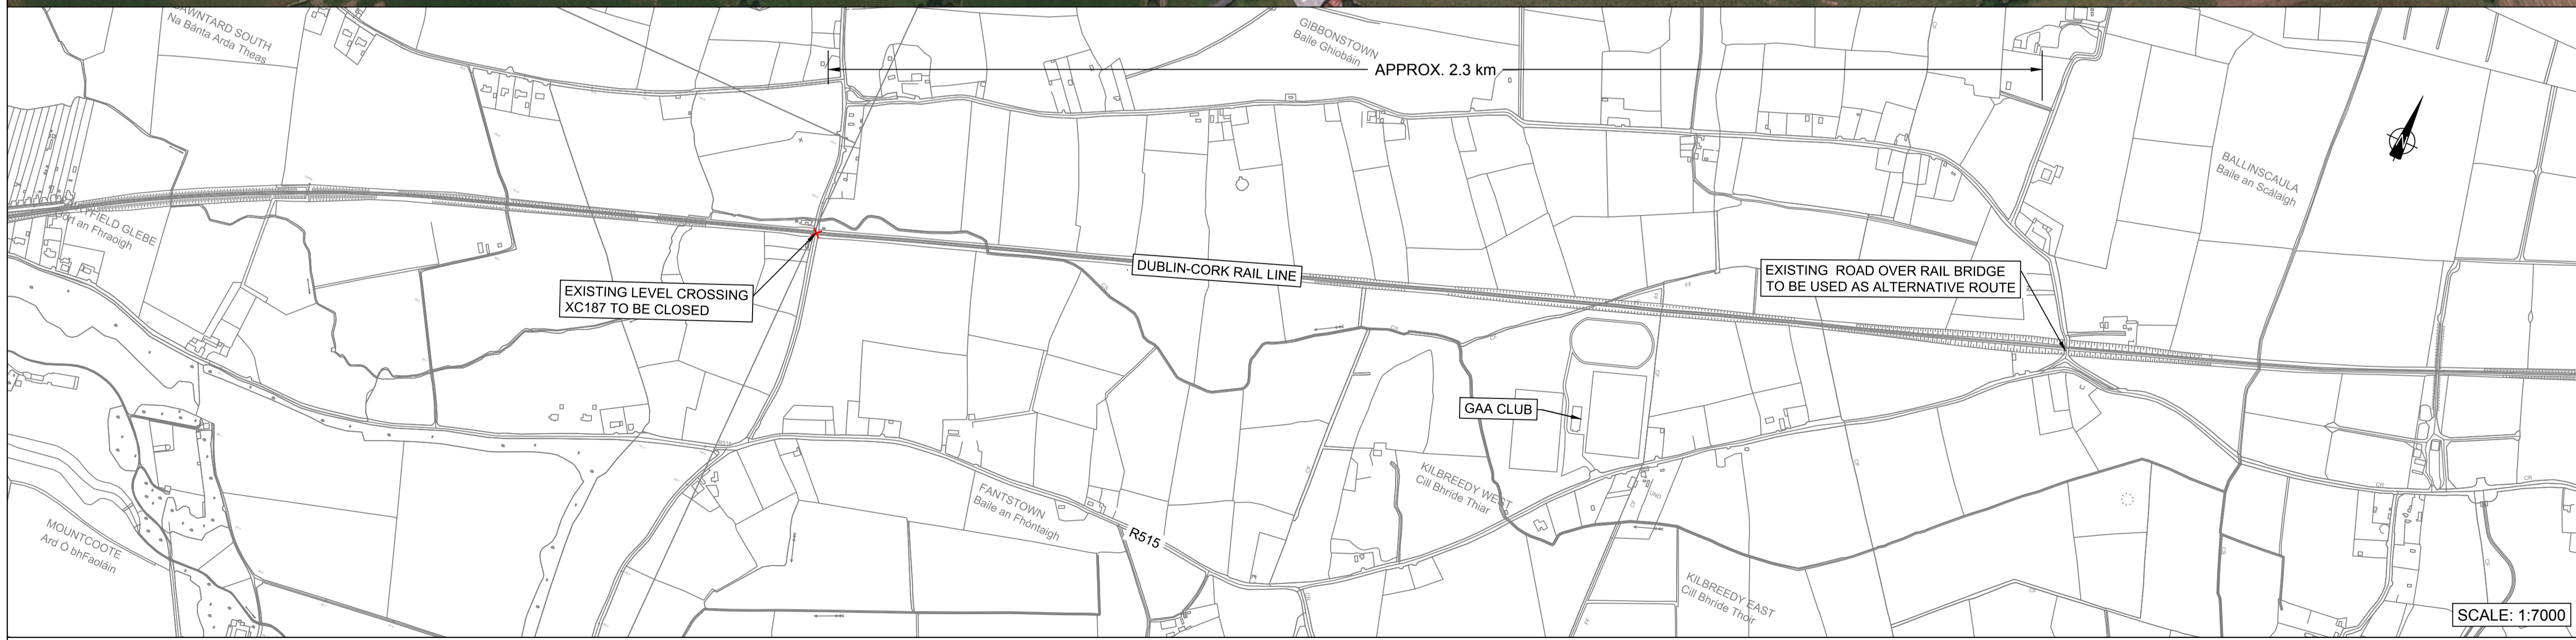 SOUTH
Na Bánta Arda Theas
GIBBONSTOWN
Baile Ghiobáin
APPROX. 2.3 km
BALLINSCAULA
Baile an Scálaigh
GLEBE
an Fhraoigh
EXISTING LEVEL CROSSING
XC187 TO BE CLOSED
DUBLIN-CORK RAIL LINE
EXISTING ROAD OVER RAIL BRIDGE
TO BE USED AS ALTERNATIVE ROUTE
GAA CLUB
KILBREEDY WEST
Cill Bhríde Thiar
FANTSTOWN
Baile an Fhóntaigh
R515
MOUNTCOOTE
Ard Ó bhFaoláin
KILBREEDY EAST
Cill Bhríde Thoir
UND
CR
CR
SCALE: 1:7000